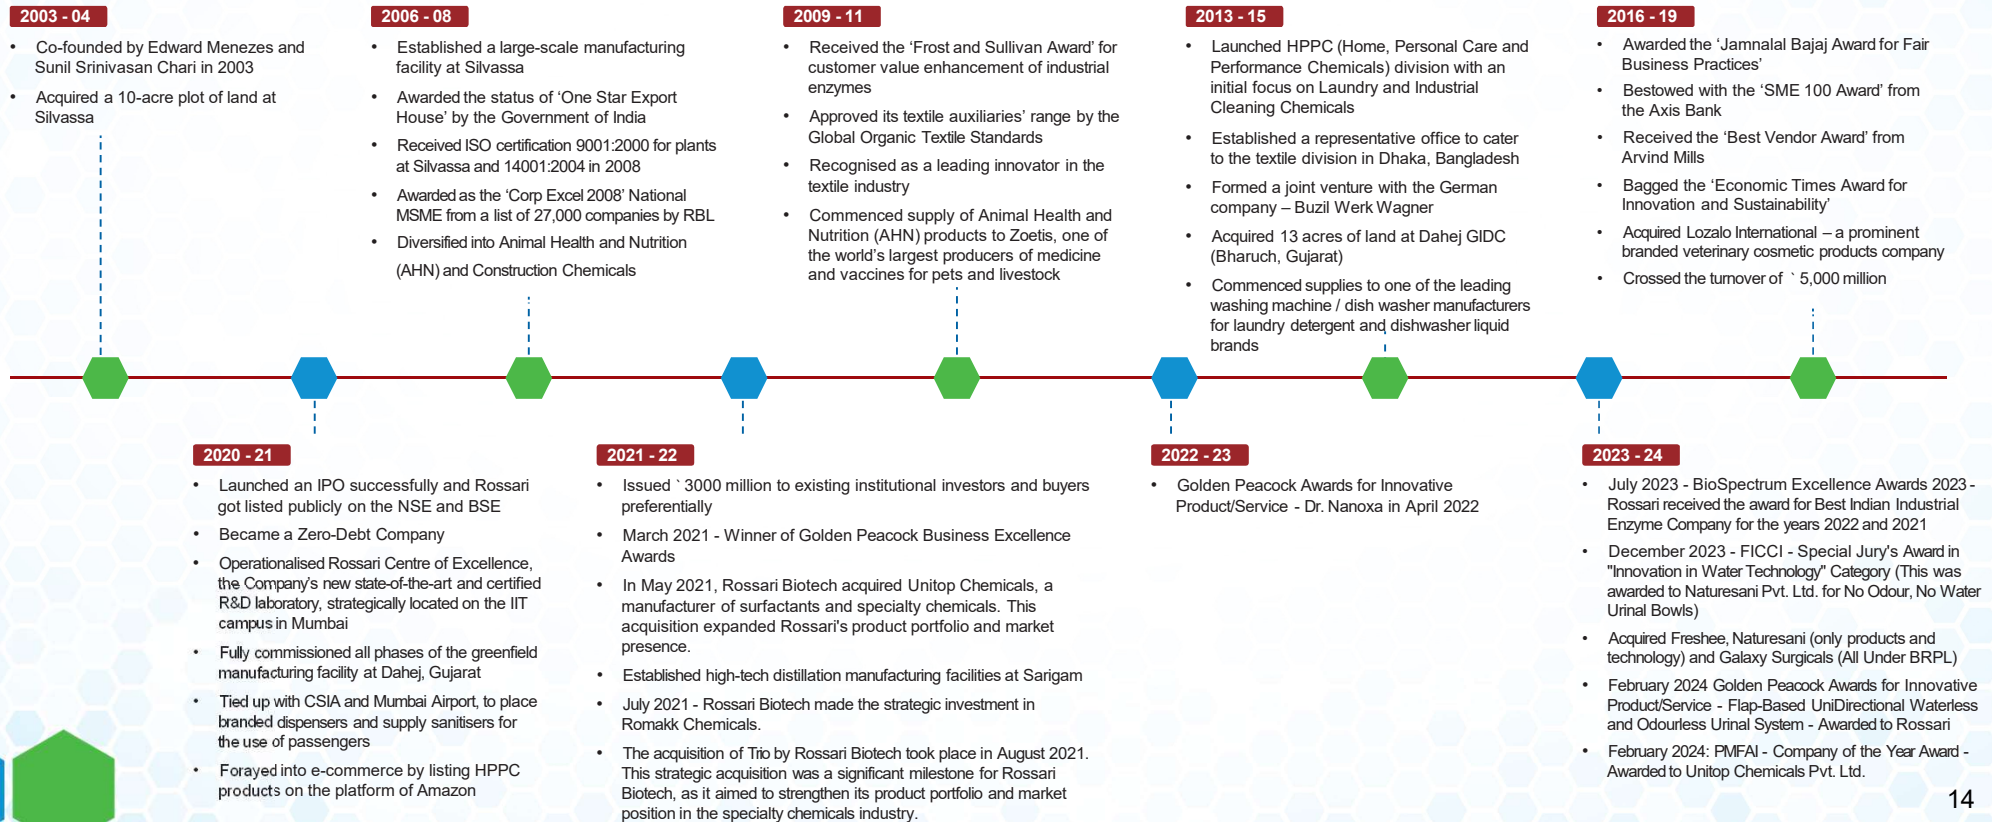 2003 - 04
• Co-founded by Edward Menezes and
Sunil Srinivasan Chari in 2003
• Acquired a 10-acre plot of land at
Silvassa
2006 - 08
• Established a large-scale manufacturing
facility at Silvassa
• Awarded the status of ‘One Star Export
House’ by the Government of India
• Received ISO certification 9001:2000 for plants
at Silvassa and 14001:2004 in 2008
• Awarded as the ‘Corp Excel 2008’ National
MSME from a list of 27,000 companies by RBL
• Diversified into Animal Health and Nutrition
(AHN) and Construction Chemicals
2009 - 11
• Received the ‘Frost and Sullivan Award’ for
customer value enhancement of industrial
enzymes
• Approved its textile auxiliaries’ range by the
Global Organic Textile Standards
• Recognised as a leading innovator in the
textile industry
• Commenced supply of Animal Health and
Nutrition (AHN) products to Zoetis, one of
the world’s largest producers of medicine
and vaccines for pets and livestock
2013 - 15
• Launched HPPC (Home, Personal Care and
Performance Chemicals) division with an
initial focus on Laundry and Industrial
Cleaning Chemicals
• Established a representative office to cater
to the textile division in Dhaka, Bangladesh
• Formed a joint venture with the German
company – Buzil Werk Wagner
• Acquired 13 acres of land at Dahej GIDC
(Bharuch, Gujarat)
• Commenced supplies to one of the leading
washing machine / dish washer manufacturers
for laundry detergent and dishwasher liquid
brands
2016 - 19
• Awarded the ‘Jamnalal Bajaj Award for Fair
Business Practices’
• Bestowed with the ‘SME 100 Award’ from
the Axis Bank
• Received the ‘Best Vendor Award’ from
Arvind Mills
• Bagged the ‘Economic Times Award for
Innovation and Sustainability’
• Acquired Lozalo International – a prominent
branded veterinary cosmetic products company
• Crossed the turnover of ` 5,000 million
2020 - 21
• Launched an IPO successfully and Rossari
got listed publicly on the NSE and BSE
• Became a Zero-Debt Company
• Operationalised Rossari Centre of Excellence,
the Company’s new state-of-the-art and certified
R&D laboratory, strategically located on the IIT
campus in Mumbai
• Fully commissioned all phases of the greenfield
manufacturing facility at Dahej, Gujarat
• Tied up with CSIA and Mumbai Airport, to place
branded dispensers and supply sanitisers for
the use of passengers
• Forayed into e-commerce by listing HPPC
products on the platform of Amazon
2021 - 22
• Issued ` 3000 million to existing institutional investors and buyers
preferentially
• March 2021 - Winner of Golden Peacock Business Excellence
Awards
• In May 2021, Rossari Biotech acquired Unitop Chemicals, a
manufacturer of surfactants and specialty chemicals. This
acquisition expanded Rossari's product portfolio and market
presence.
• Established high-tech distillation manufacturing facilities at Sarigam
• July 2021 - Rossari Biotech made the strategic investment in
Romakk Chemicals.
• The acquisition of Trio by Rossari Biotech took place in August 2021.
This strategic acquisition was a significant milestone for Rossari
Biotech, as it aimed to strengthen its product portfolio and market
position in the specialty chemicals industry.
2022 - 23
• Golden Peacock Awards for Innovative
Product/Service - Dr. Nanoxa in April 2022
2023 - 24
• July 2023 - BioSpectrum Excellence Awards 2023 -
Rossari received the award for Best Indian Industrial
Enzyme Company for the years 2022 and 2021
• December 2023 - FICCI - Special Jury's Award in
"Innovation in Water Technology" Category (This was
awarded to Naturesani Pvt. Ltd. for No Odour, No Water
Urinal Bowls)
• Acquired Freshee, Naturesani (only products and
technology) and Galaxy Surgicals (All Under BRPL)
• February 2024 Golden Peacock Awards for Innovative
Product/Service - Flap-Based UniDirectional Waterless
and Odourless Urinal System - Awarded to Rossari
• February 2024: PMFAI - Company of the Year Award -
Awarded to Unitop Chemicals Pvt. Ltd.
14